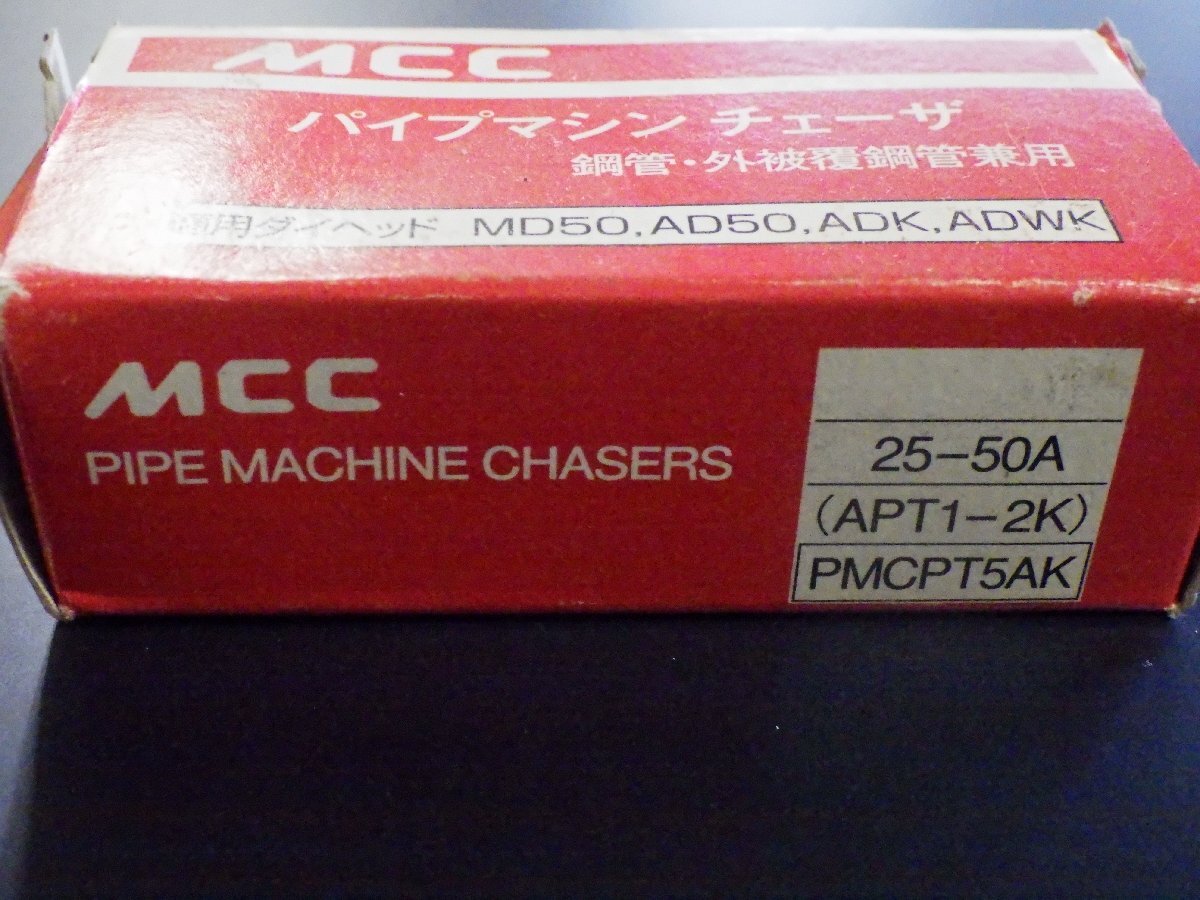 MCC
パイプマシン チェーザ
鋼管・外被覆鋼管兼用
用ダイヘッド MD50,AD50,ADK,ADWK
MCC
PIPE MACHINE CHASERS
25-50A
(APT1-2K)
PMCPT5AK